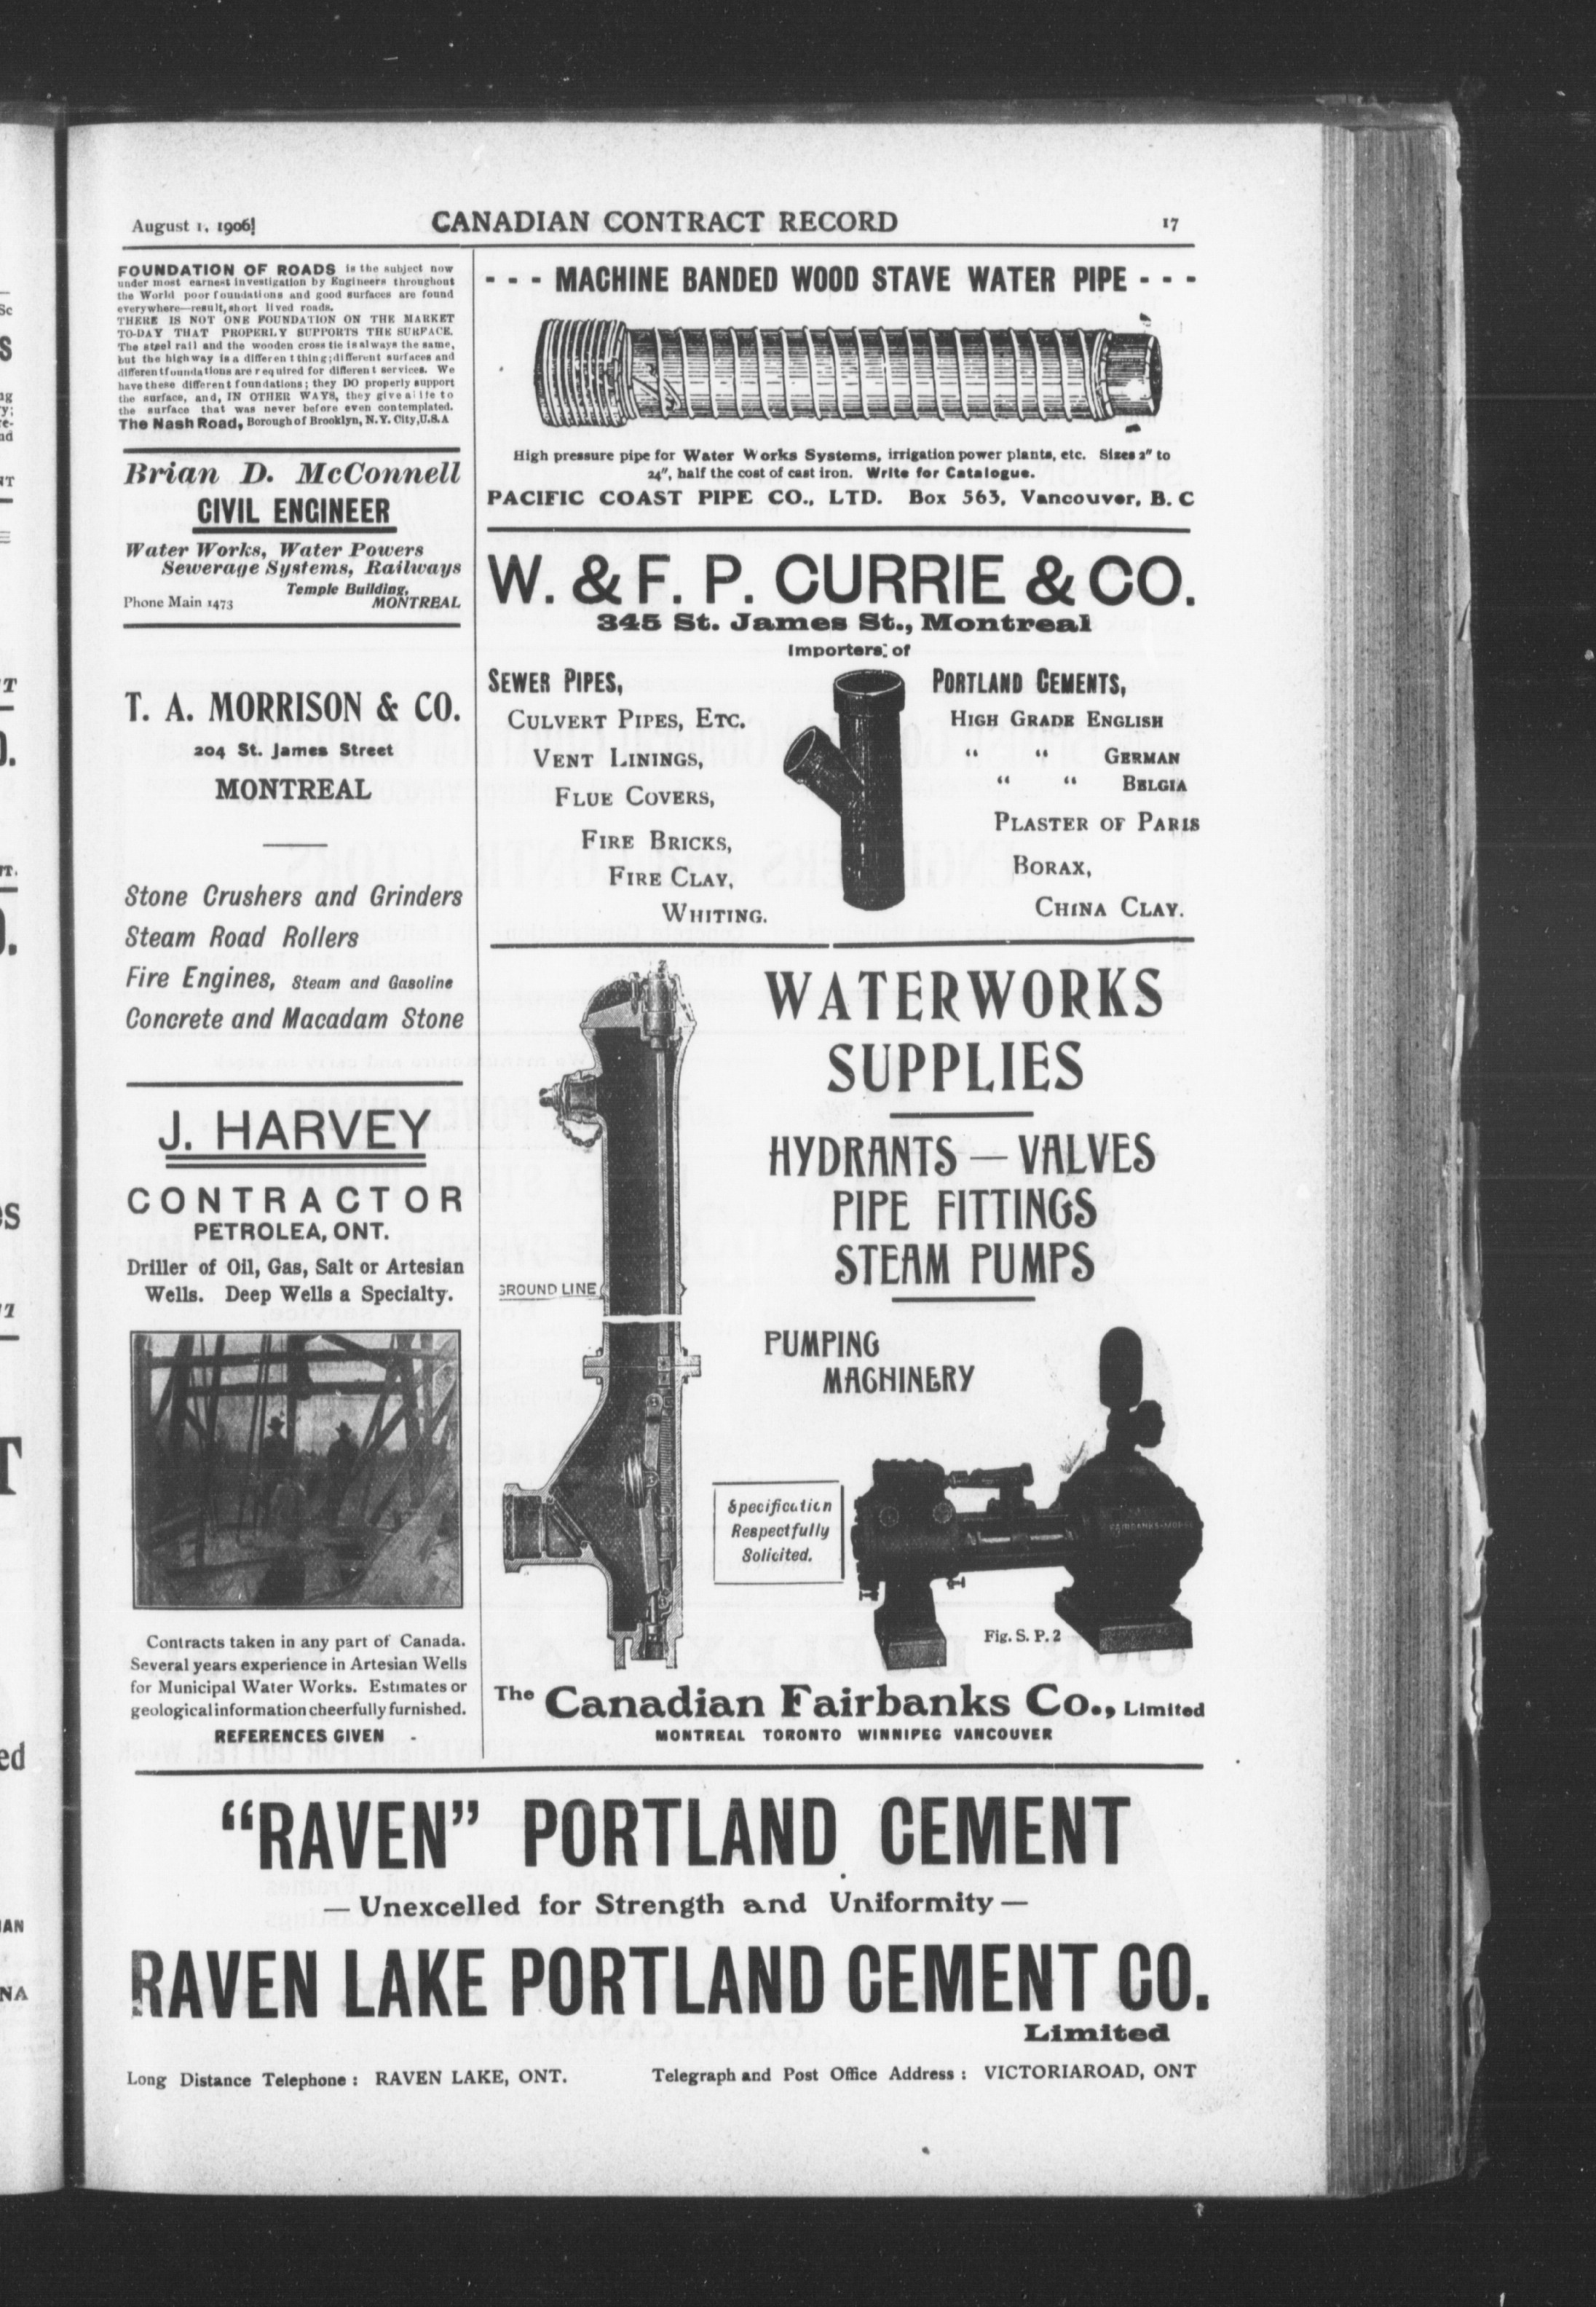 August 1, 1906
CANADIAN CONTRACT RECORD
17
FOUNDATION OF ROADS is the subject now
under most earnest investigation by Engineers throughout
the World poor foundations and good surfaces are found
everywhere—result, short lived roads.
THERE IS NOT ONE FOUNDATION ON THE MARKET
TO-DAY THAT PROPERLY SUPPORTS THE SURFACE.
The steel rail and the wooden cross tie is always the same,
but the highway is a different thing; different surfaces and
different foundations are required for different services. We
have these different foundations; they DO properly support
the surface, and, IN OTHER WAYS, they give a life to
the surface that was never before even contemplated.
The Nash Road, Borough of Brooklyn, N. Y. City, U.S.A
Brian D. McConnell
CIVIL ENGINEER
Water Works, Water Powers
Sewerage Systems, Railways
Temple Building,
Phone Main 1473 MONTREAL
T. A. MORRISON & CO.
204 St. James Street
MONTREAL
Stone Crushers and Grinders
Steam Road Rollers
Fire Engines, Steam and Gasoline
Concrete and Macadam Stone
J. HARVEY
CONTRACTOR
PETROLEA, ONT.
Driller of Oil, Gas, Salt or Artesian
Wells. Deep Wells a Specialty.
Contracts taken in any part of Canada.
Several years experience in Artesian Wells
for Municipal Water Works. Estimates or
geological information cheerfully furnished.
REFERENCES GIVEN -
- - - MACHINE BANDED WOOD STAVE WATER PIPE - - -
High pressure pipe for Water Works Systems, irrigation power plants, etc. Sizes 2" to
24", half the cost of cast iron. Write for Catalogue.
PACIFIC COAST PIPE CO., LTD. Box 563, Vancouver, B. C
W. & F. P. CURRIE & CO.
345 St. James St., Montreal
Importers of
SEWER PIPES,
CULVERT PIPES, ETC.
VENT LININGS,
FLUE COVERS,
FIRE BRICKS,
FIRE CLAY,
WHITING.
PORTLAND CEMENTS,
HIGH GRADE ENGLISH
" " GERMAN
" " BELGIA
PLASTER OF PARIS
BORAX,
CHINA CLAY.
WATERWORKS
SUPPLIES
HYDRANTS — VALVES
PIPE FITTINGS
STEAM PUMPS
GROUND LINE
PUMPING
MACHINERY
Specification
Respectfully
Solicited.
FAIRBANKS-MORSE
Fig. S. P. 2
The Canadian Fairbanks Co., Limited
MONTREAL TORONTO WINNIPEG VANCOUVER
"RAVEN" PORTLAND CEMENT
— Unexcelled for Strength and Uniformity —
RAVEN LAKE PORTLAND CEMENT CO.
Limited
Long Distance Telephone : RAVEN LAKE, ONT. Telegraph and Post Office Address : VICTORIAROAD, ONT